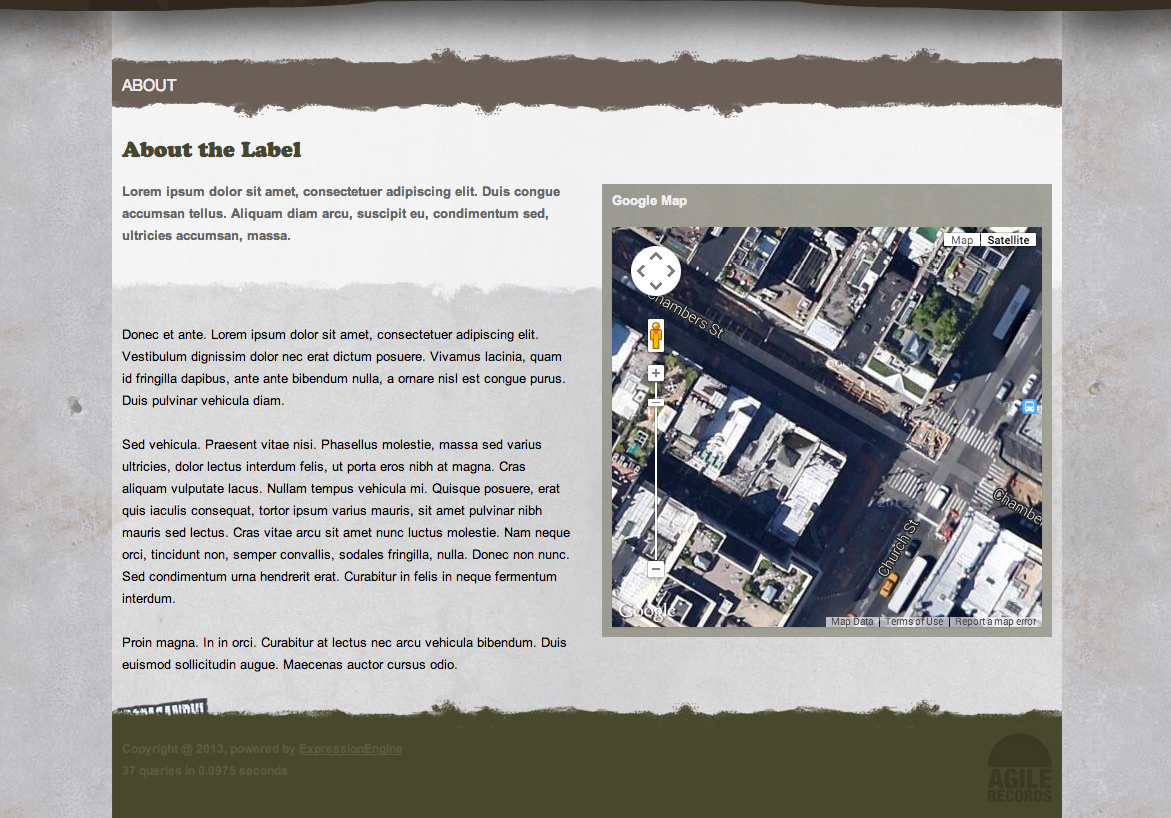 ABOUT
About the Label
Lorem ipsum dolor sit amet, consectetuer adipiscing elit. Duis congue
accumsan tellus. Aliquam diam arcu, suscipit eu, condimentum sed,
ultricies accumsan, massa.
Donec et ante. Lorem ipsum dolor sit amet, consectetuer adipiscing elit.
Vestibulum dignissim dolor nec erat dictum posuere. Vivamus lacinia, quam
id fringilla dapibus, ante ante bibendum nulla, a ornare nisl est congue purus.
Duis pulvinar vehicula diam.
Sed vehicula. Praesent vitae nisi. Phasellus molestie, massa sed varius
ultricies, dolor lectus interdum felis, ut porta eros nibh at magna. Cras
aliquam vulputate lacus. Nullam tempus vehicula mi. Quisque posuere, erat
quis iaculis consequat, tortor ipsum varius mauris, sit amet pulvinar nibh
mauris sed lectus. Cras vitae arcu sit amet nunc luctus molestie. Nam neque
orci, tincidunt non, semper convallis, sodales fringilla, nulla. Donec non nunc.
Sed condimentum urna hendrerit erat. Curabitur in felis in neque fermentum
interdum.
Proin magna. In in orci. Curabitur at lectus nec arcu vehicula bibendum. Duis
euismod sollicitudin augue. Maecenas auctor cursus odio.
Google Map
Map Satellite
Chambers St
Chambe
Church St
Google
Map Data Terms of Use Report a map error
Copyright @ 2013, powered by ExpressionEngine
37 queries in 0.0975 seconds
AGILE
RECORDS